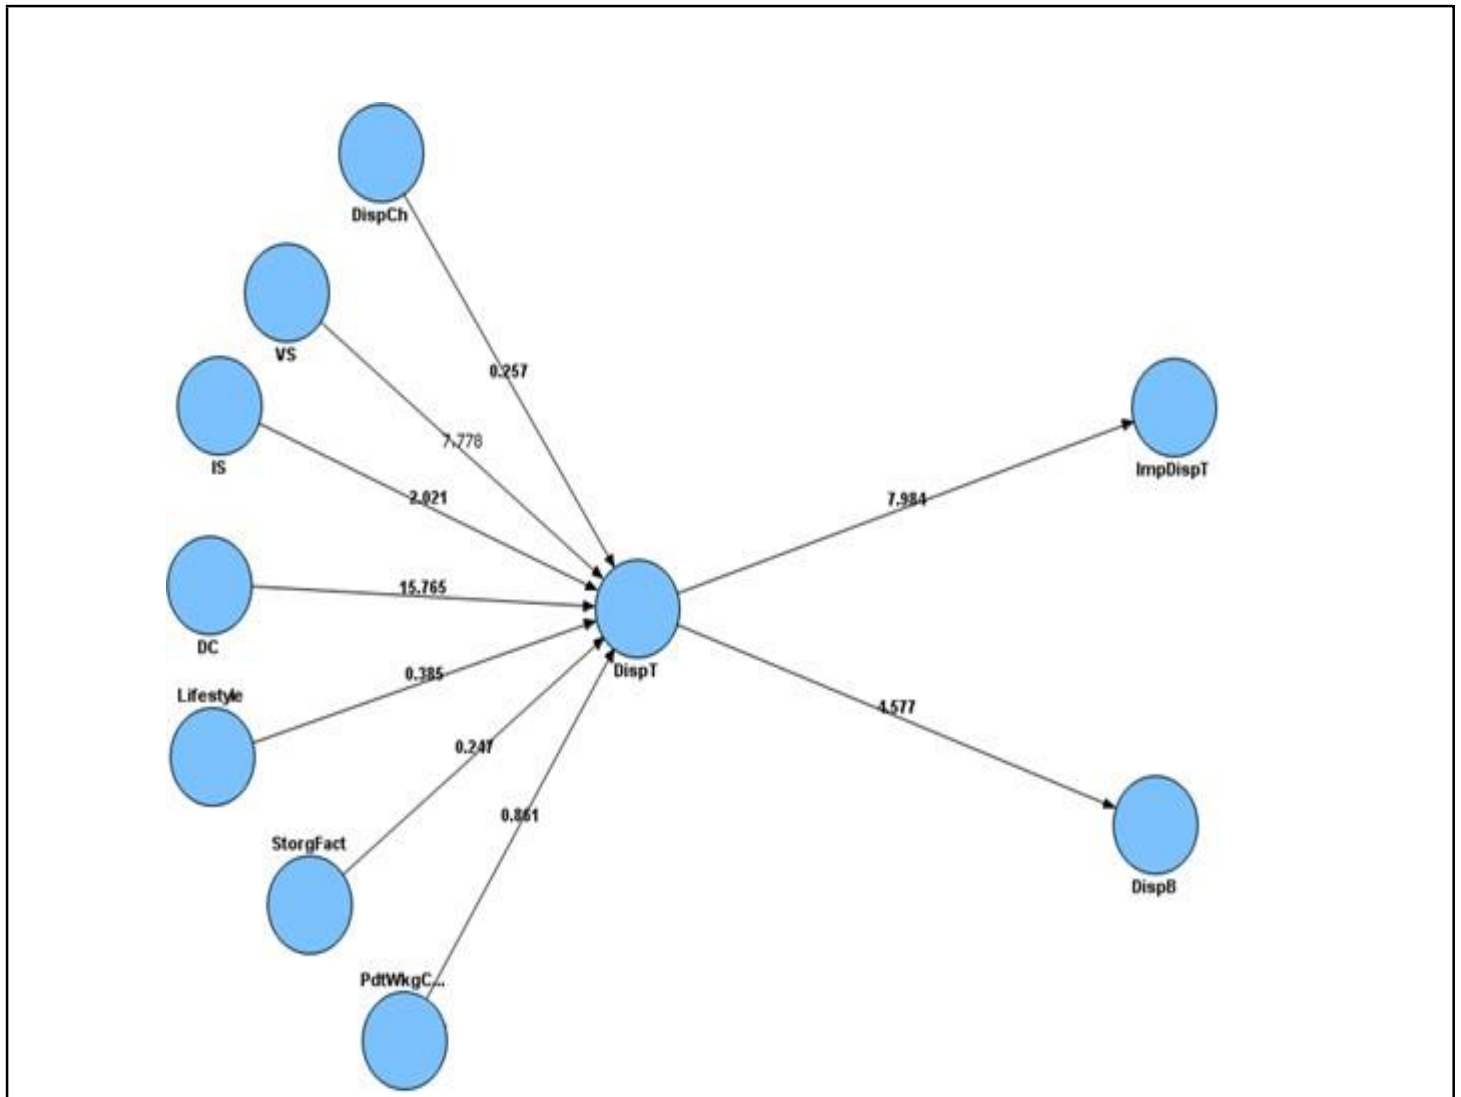 DispCh
VS
0.257
7.778
IS
ImpDispT
2.021
7.984
15.765
DC
DispT
0.385
Lifestyle
4.577
0.247
0.861
StorgFact
DispB
PdtWkgC...